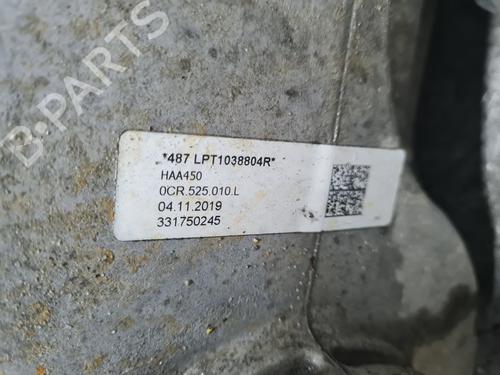 B-PARTS
*487 LPT1038804R*
HAA450
0CR.525.010.L
04.11.2019
331750245